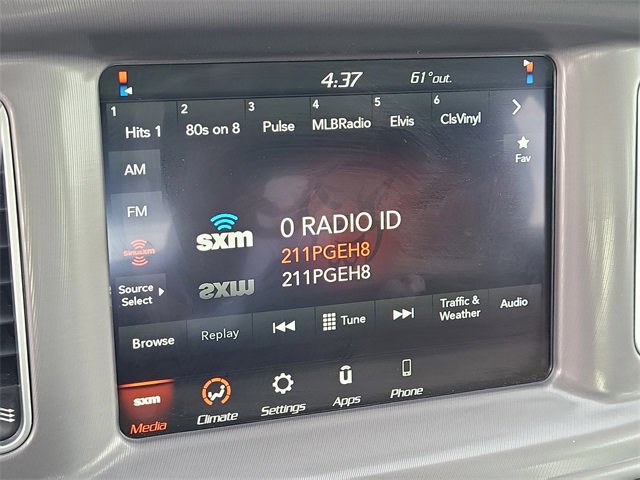 4:37 61°out.
1 2 3 4 5 6
Hits 1 80s on 8 Pulse MLBRadio Elvis ClsVinyl
Fav
AM
FM
SIRIUSXM
Source
Select
sxm
0 RADIO ID
211PGEH8
211PGEH8
Browse Replay Tune Traffic & Weather Audio
sxm
Media Climate Settings Apps Phone